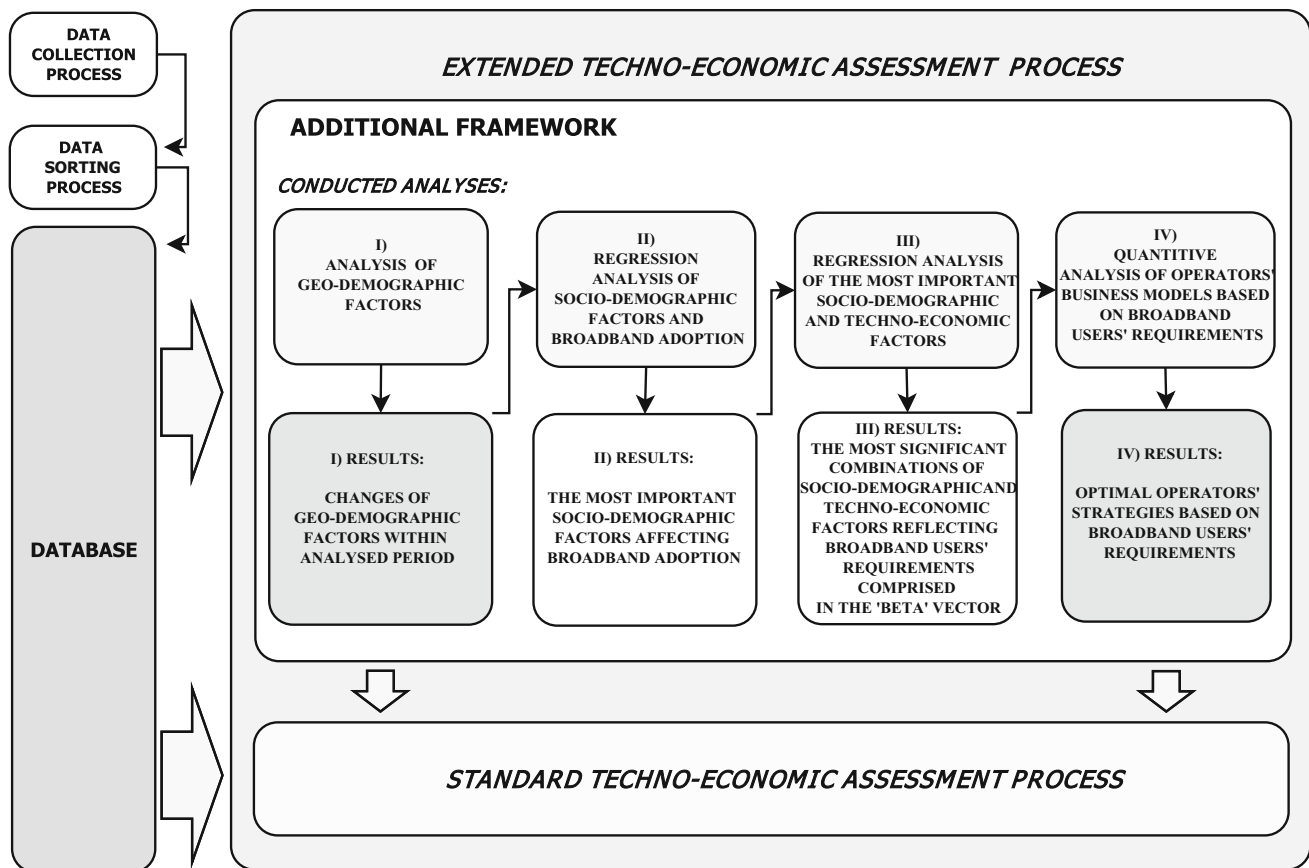 DATA
COLLECTION
PROCESS
DATA
SORTING
PROCESS
DATABASE
EXTENDED TECHNO-ECONOMIC ASSESSMENT PROCESS
ADDITIONAL FRAMEWORK
CONDUCTED ANALYSES:
I)
ANALYSIS OF
GEO-DEMOGRAPHIC
FACTORS
II)
REGRESSION
ANALYSIS OF
SOCIO-DEMOGRAPHIC
FACTORS AND
BROADBAND ADOPTION
III)
REGRESSION ANALYSIS
OF THE MOST IMPORTANT
SOCIO-DEMOGRAPHIC
AND TECHNO-ECONOMIC
FACTORS
IV)
QUANTITIVE
ANALYSIS OF OPERATORS'
BUSINESS MODELS BASED
ON BROADBAND
USERS' REQUIREMENTS
I) RESULTS:
CHANGES OF
GEO-DEMOGRAPHIC
FACTORS WITHIN
ANALYSED PERIOD
II) RESULTS:
THE MOST IMPORTANT
SOCIO-DEMOGRAPHIC
FACTORS AFFECTING
BROADBAND ADOPTION
III) RESULTS:
THE MOST SIGNIFICANT
COMBINATIONS OF
SOCIO-DEMOGRAPHICAND
TECHNO-ECONOMIC
FACTORS REFLECTING
BROADBAND USERS'
REQUIREMENTS
COMPRISED
IN THE 'BETA' VECTOR
IV) RESULTS:
OPTIMAL OPERATORS'
STRATEGIES BASED ON
BROADBAND USERS'
REQUIREMENTS
STANDARD TECHNO-ECONOMIC ASSESSMENT PROCESS